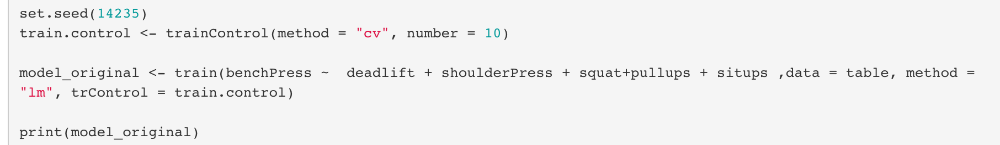 set.seed(14235)
train.control <- trainControl(method = "cv", number = 10)
model_original <- train(benchPress ~  deadlift + shoulderPress + squat+pullups + situps ,data = table, method =
"lm", trControl = train.control)
print(model_original)